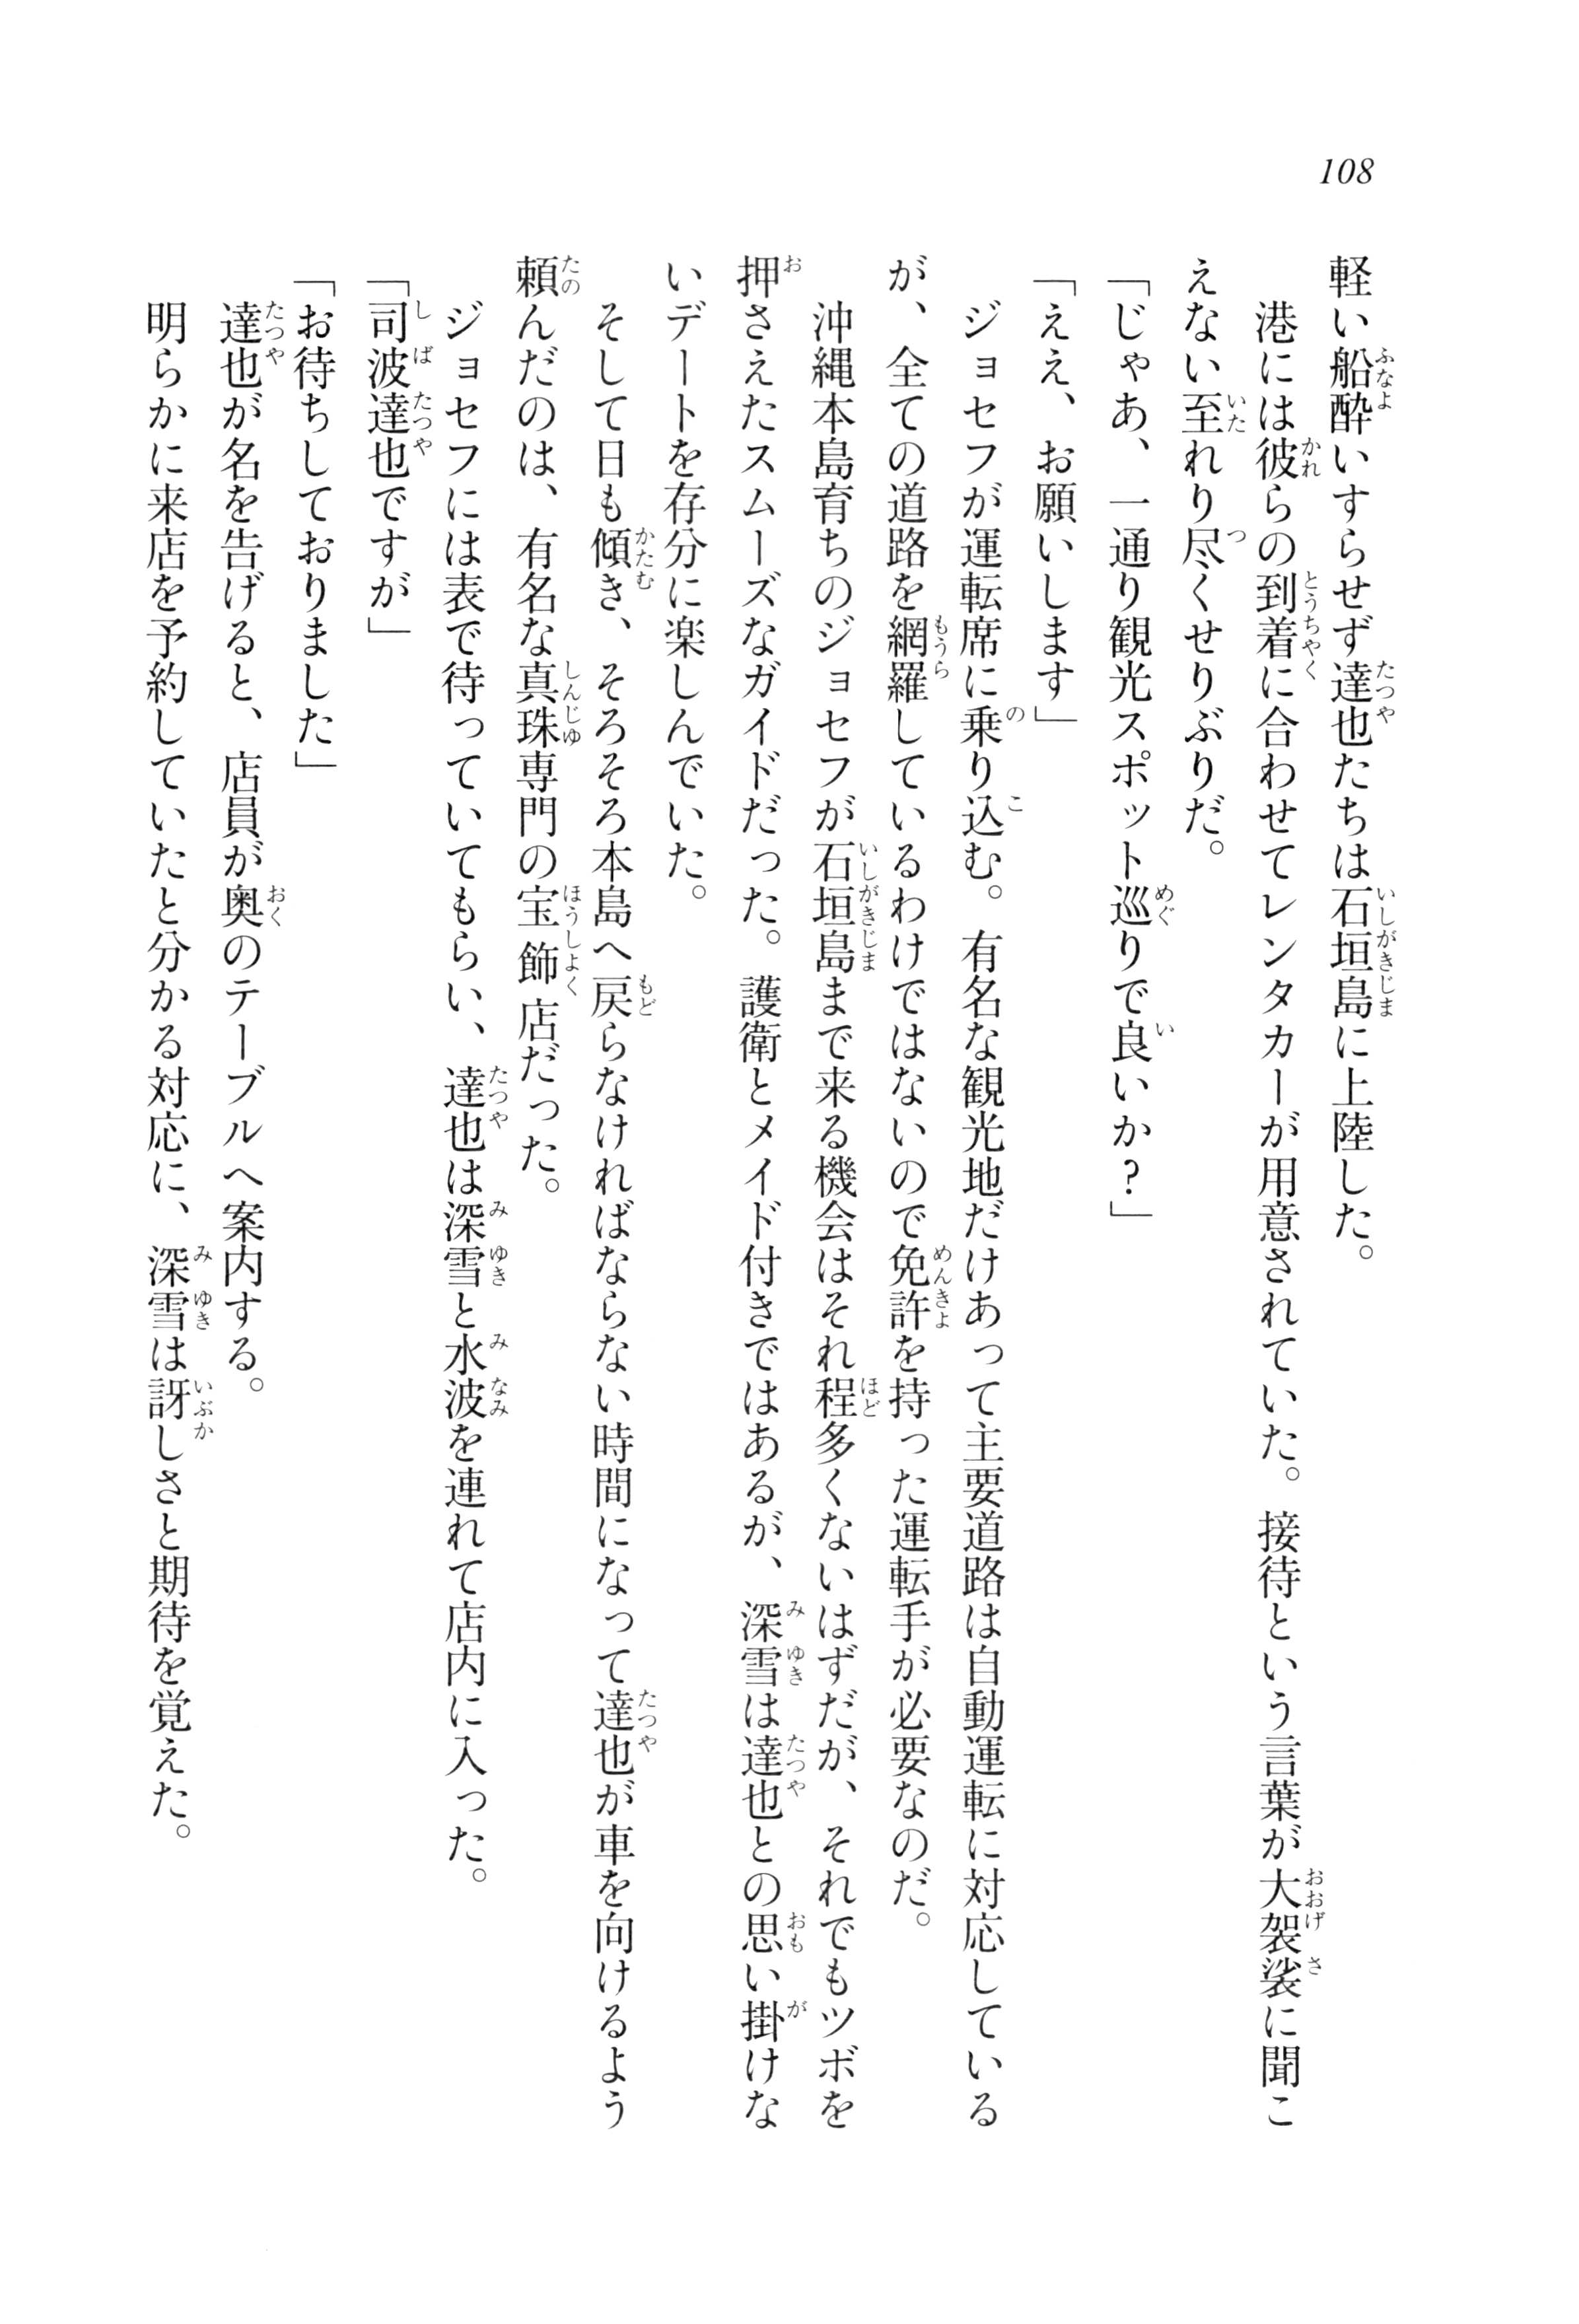 108
軽い船酔いすらせず達也たちは石垣島に上陸した。
　港には彼らの到着に合わせてレンタカーが用意されていた。接待という言葉が大袈裟に聞こ
えない至れり尽くせりぶりだ。
「じゃあ、一通り観光スポット巡りで良いか？」
「ええ、お願いします」
　ジョセフが運転席に乗り込む。有名な観光地だけあって主要道路は自動運転に対応している
が、全ての道路を網羅しているわけではないので免許を持った運転手が必要なのだ。
　沖縄本島育ちのジョセフが石垣島まで来る機会はそれ程多くないはずだが、それでもツボを
押さえたスムーズなガイドだった。護衛とメイド付きではあるが、深雪は達也との思い掛けな
いデートを存分に楽しんでいた。
　そして日も傾き、そろそろ本島へ戻らなければならない時間になって達也が車を向けるよう
頼んだのは、有名な真珠専門の宝飾店だった。
　ジョセフには表で待っていてもらい、達也は深雪と水波を連れて店内に入った。
「司波達也ですが」
「お待ちしておりました」
　達也が名を告げると、店員が奥のテーブルへ案内する。
　明らかに来店を予約していたと分かる対応に、深雪は訝しさと期待を覚えた。